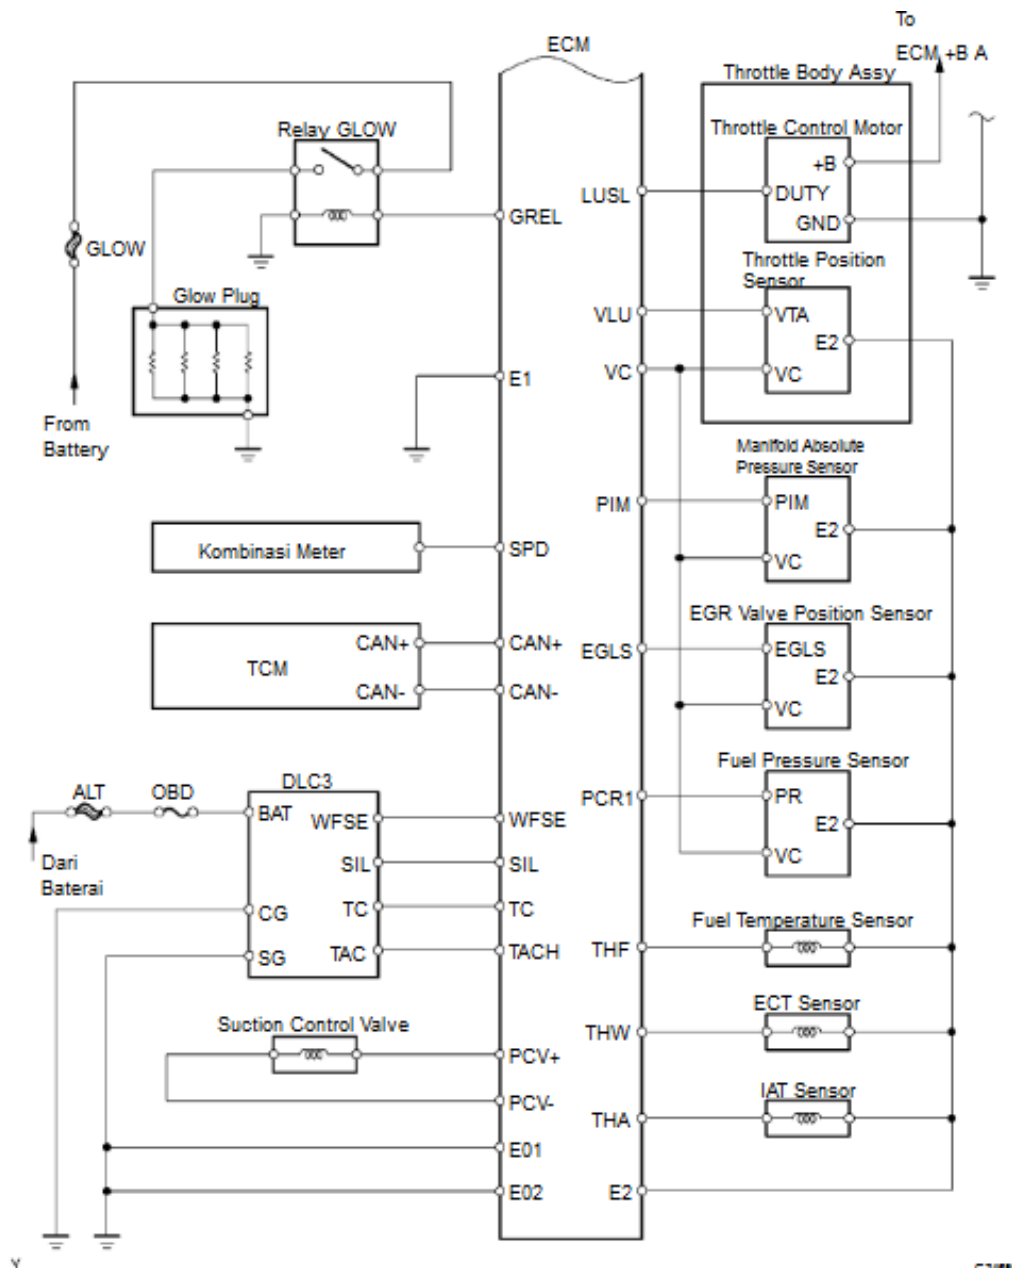 To
ECM
ECM +B A
Throttle Body Assy
Relay GLOW
Throttle Control Motor
+B
LUSL
DUTY
GREL
GND
GLOW
Throttle Position
Sensor
Glow Plug
VLU
VTA
E2
VC
VC
E1
From
Battery
Manifold Absolute
Pressure Sensor
PIM
PIM
E2
Kombinasi Meter
SPD
VC
EGR Valve Position Sensor
CAN+
CAN+
EGLS
EGLS
TCM
E2
CAN-
CAN-
VC
Fuel Pressure Sensor
DLC3
ALT
OBD
PCR1
PR
BAT
WFSE
WFSE
E2
Dari
Baterai
SIL
SIL
VC
CG
TC
TC
Fuel Temperature Sensor
SG
TAC
TACH
THF
ECT Sensor
Suction Control Valve
THW
PCV+
IAT Sensor
PCV-
THA
E01
E02
E2
Y